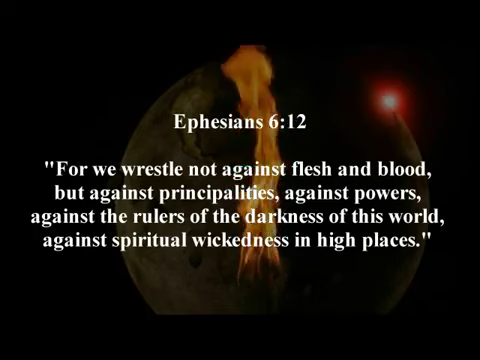 Ephesians 6:12
"For we wrestle not against flesh and blood,
but against principalities, against powers,
against the rulers of the darkness of this world,
against spiritual wickedness in high places."